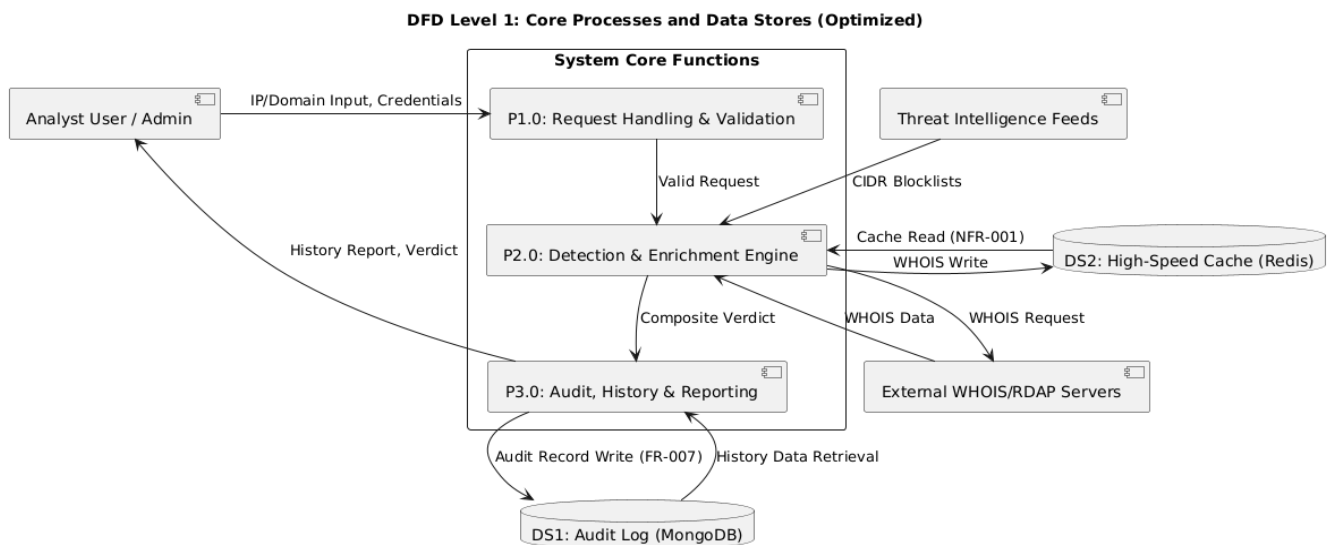 DFD Level 1: Core Processes and Data Stores (Optimized)
System Core Functions
Analyst User / Admin
IP/Domain Input, Credentials
P1.0: Request Handling & Validation
Threat Intelligence Feeds
Valid Request
CIDR Blocklists
History Report, Verdict
P2.0: Detection & Enrichment Engine
Cache Read (NFR-001)
WHOIS Write
DS2: High-Speed Cache (Redis)
Composite Verdict
WHOIS Data
WHOIS Request
P3.0: Audit, History & Reporting
External WHOIS/RDAP Servers
Audit Record Write (FR-007)
History Data Retrieval
DS1: Audit Log (MongoDB)